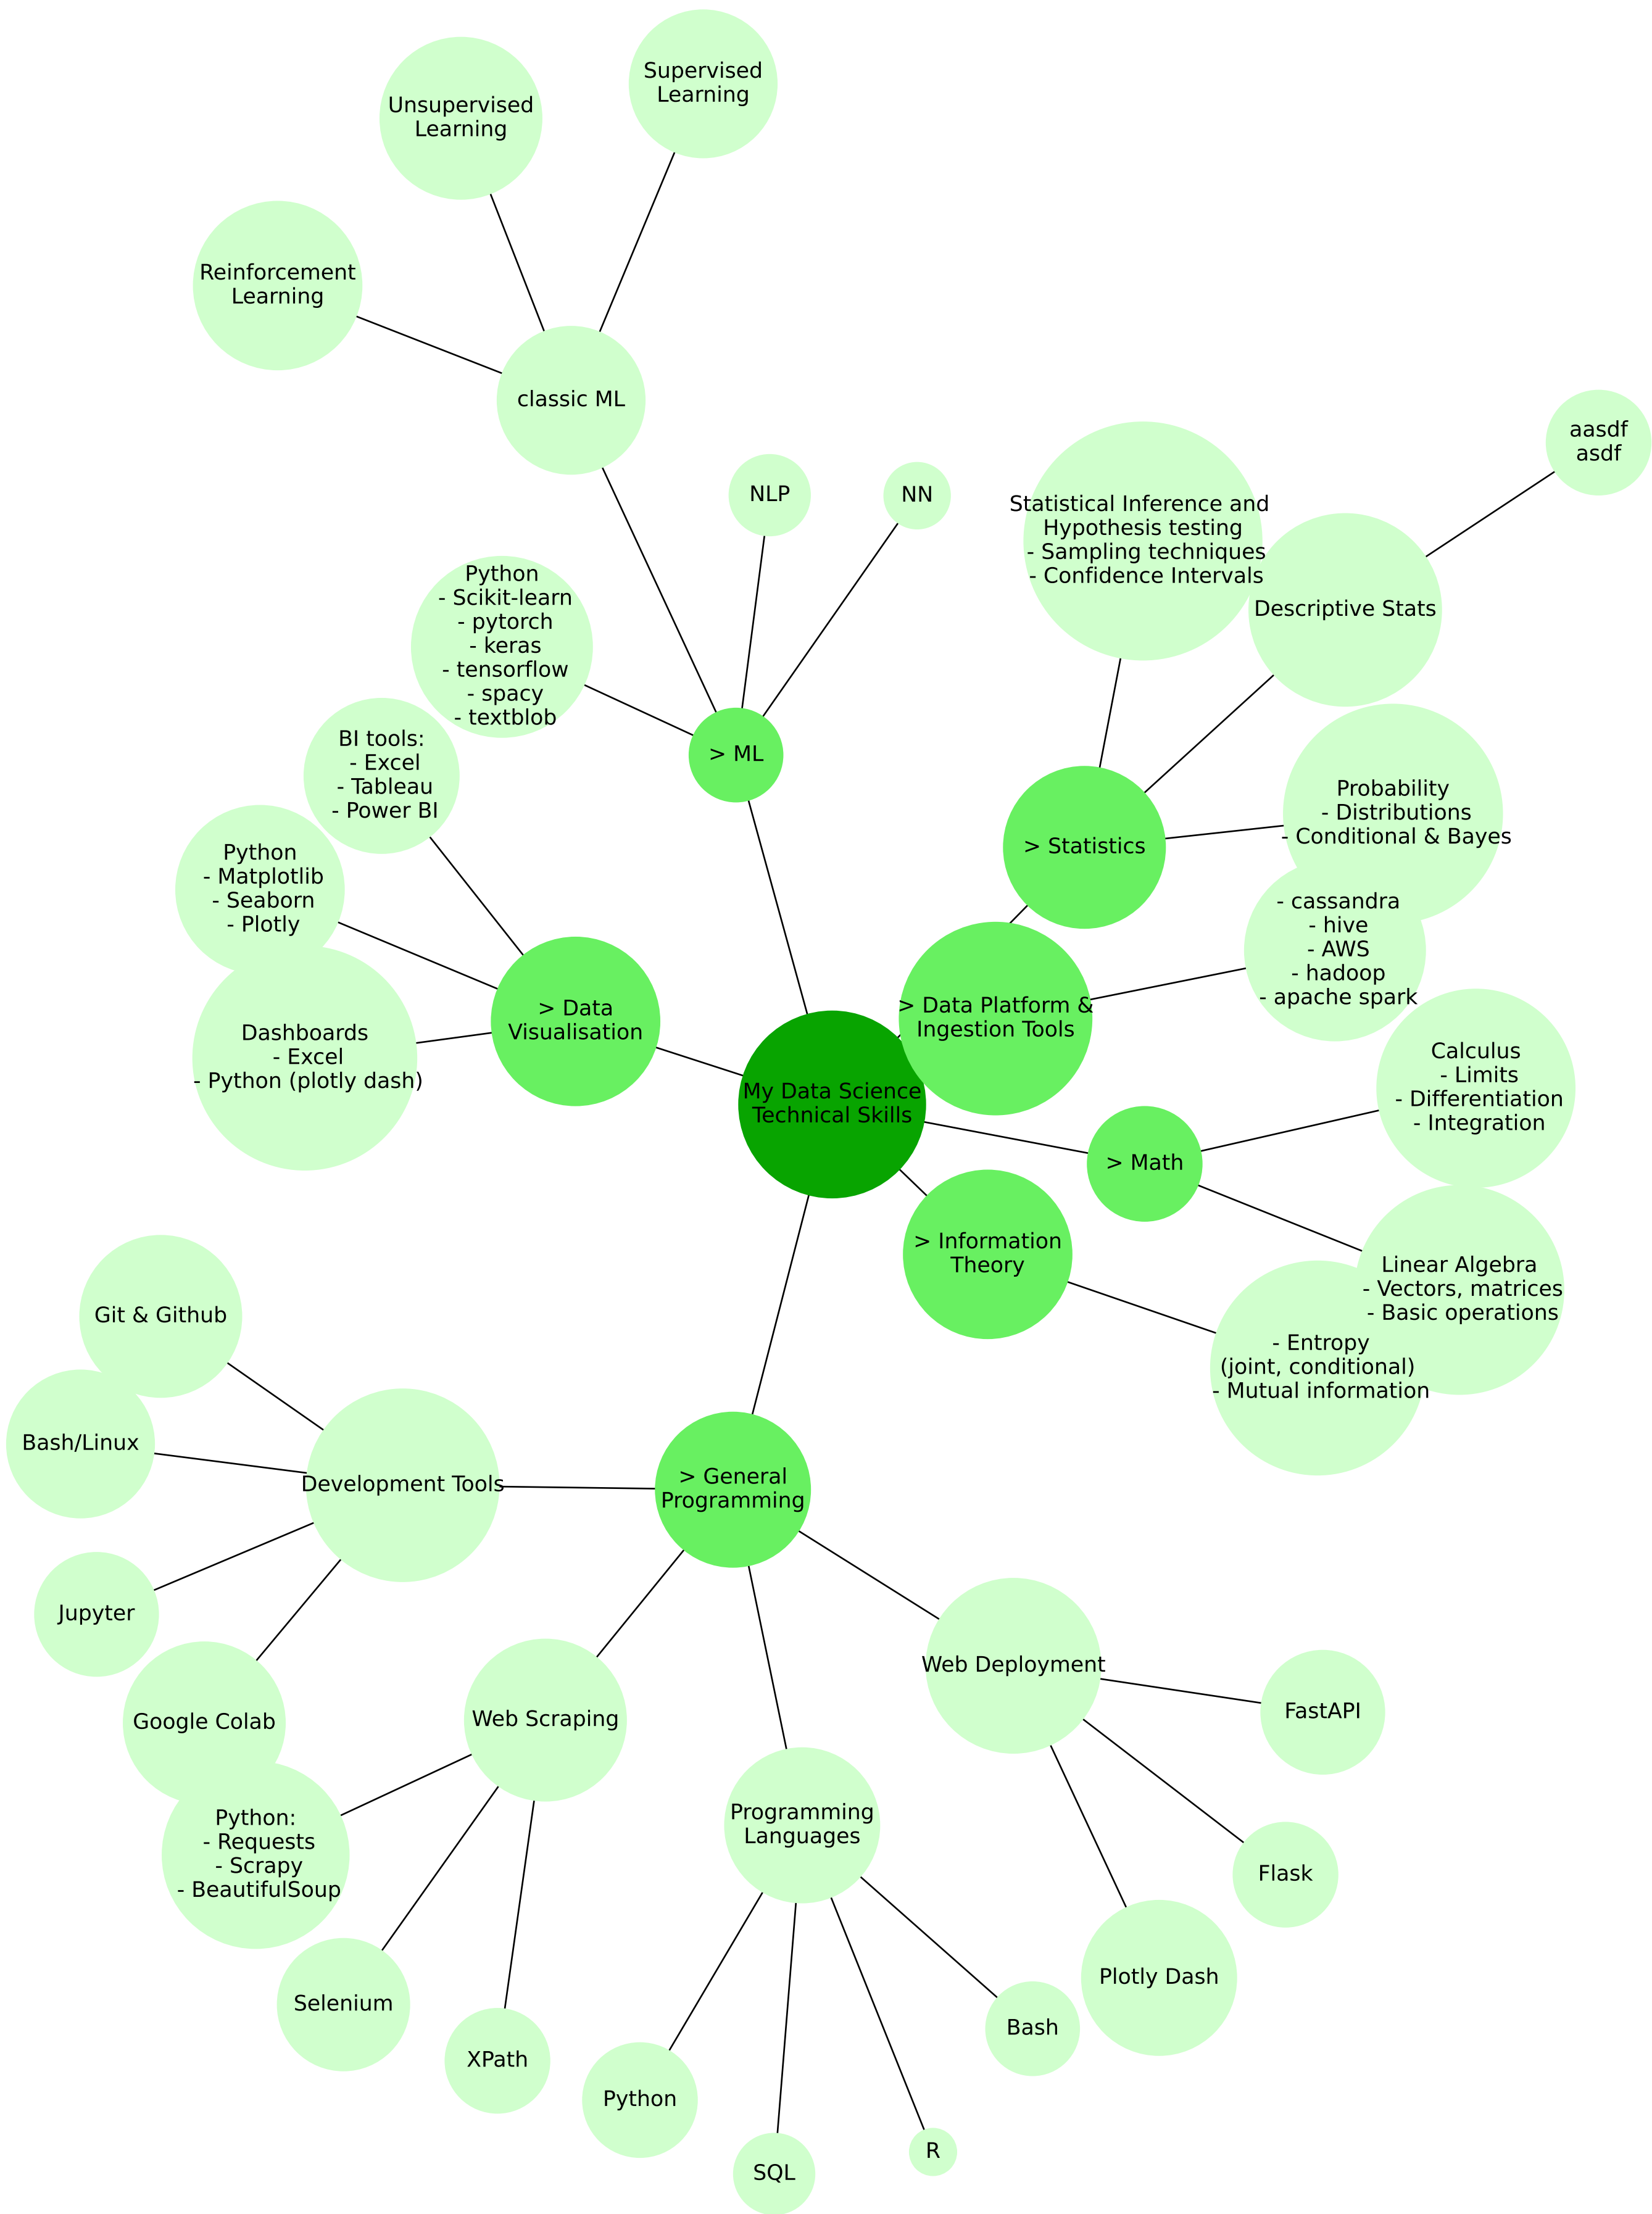 Supervised
Learning
Unsupervised
Learning
Reinforcement
Learning
classic ML
aasdf
asdf
NLP
NN
Statistical Inference and
Hypothesis testing
- Sampling techniques
- Confidence Intervals
Descriptive Stats
Python
- Scikit-learn
- pytorch
- keras
- tensorflow
- spacy
- textblob
> ML
BI tools:
- Excel
- Tableau
- Power BI
Probability
- Distributions
- Conditional & Bayes
> Statistics
Python
- Matplotlib
- Seaborn
- Plotly
- cassandra
- hive
- AWS
- hadoop
- apache spark
> Data
Visualisation
> Data Platform &
Ingestion Tools
Dashboards
- Excel
- Python (plotly dash)
My Data Science
Technical Skills
Calculus
- Limits
- Differentiation
- Integration
> Math
> Information
Theory
Linear Algebra
- Vectors, matrices
- Basic operations
- Entropy
(joint, conditional)
- Mutual information
Git & Github
Bash/Linux
Development Tools
> General
Programming
Jupyter
Google Colab
Web Scraping
Web Deployment
FastAPI
Python:
- Requests
- Scrapy
- BeautifulSoup
Programming
Languages
Flask
Plotly Dash
Selenium
XPath
Bash
Python
SQL
R